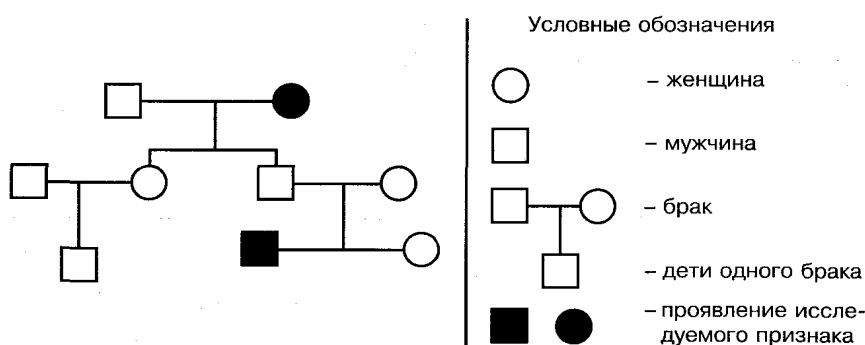 Условные обозначения
– женщина
– мужчина
– брак
– дети одного брака
– проявление иссле-
дуемого признака